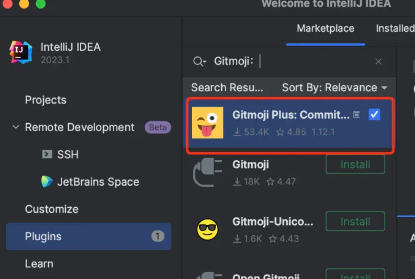 Welcome to IntelliJ IDEA
IntelliJ IDEA
2023.1
Projects
Remote Development Beta
SSH
JetBrains Space
Customize
Plugins 1
Learn
Marketplace Installed
Gitmoji:
Search Resu... Sort By: Relevance
Gitmoji Plus: Commit...
53.4K 4.85 1.12.1
Gitmoji Install
18K 4.47
Gitmoji-Unico... Install
1.6K 4.43
Open Gitmoji Install